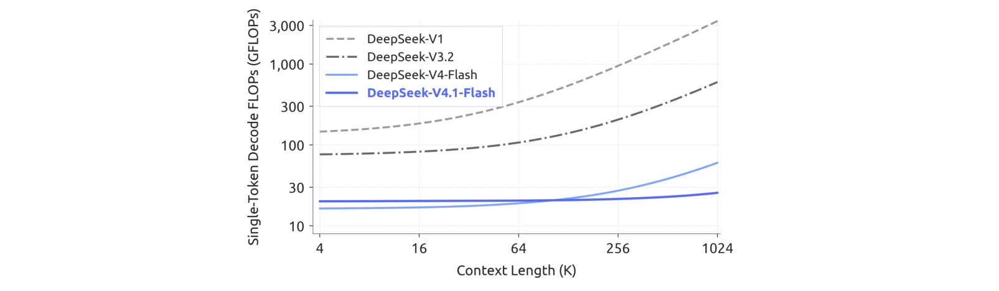 Single-Token Decode FLOPs (GFLOPs)
3,000
1,000
300
100
30
10
DeepSeek-V1
DeepSeek-V3.2
DeepSeek-V4-Flash
DeepSeek-V4.1-Flash
4 16 64 256 1024
Context Length (K)